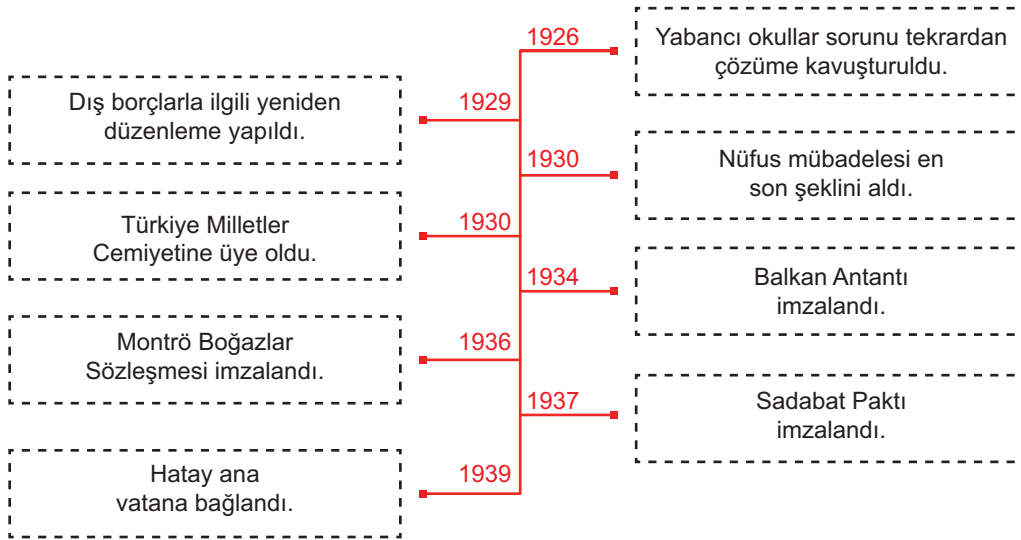 1926
Yabancı okullar sorunu tekrardan
çözüme kavuşturuldu.
1929
Dış borçlarla ilgili yeniden
düzenleme yapıldı.
1930
Nüfus mübadelesi en
son şeklini aldı.
1930
Türkiye Milletler
Cemiyetine üye oldu.
1934
Balkan Antantı
imzalandı.
1936
Montrö Boğazlar
Sözleşmesi imzalandı.
1937
Sadabat Paktı
imzalandı.
1939
Hatay ana
vatana bağlandı.